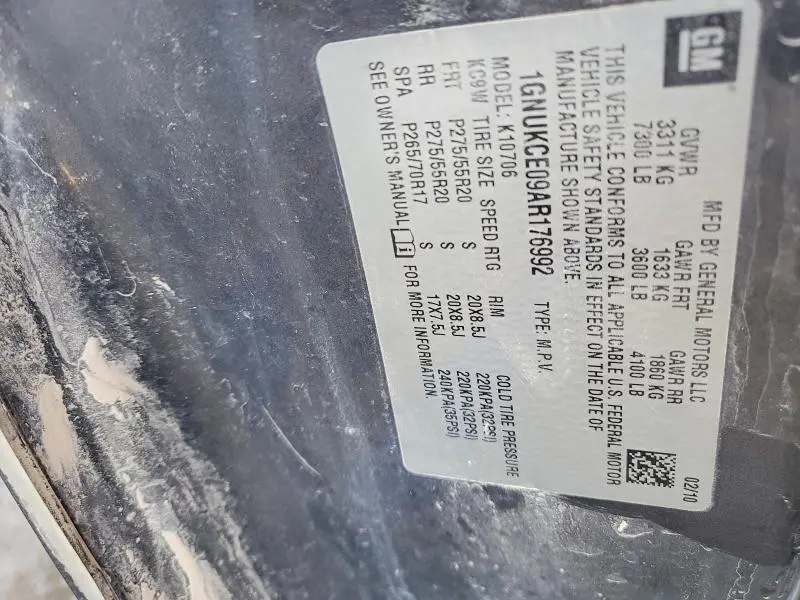 GM
MFD BY GENERAL MOTORS LLC 02/10
GVWR GAWR FRT GAWR RR
3311 KG 1633 KG 1860 KG
7300 LB 3600 LB 4100 LB
THIS VEHICLE CONFORMS TO ALL APPLICABLE U.S. FEDERAL MOTOR
VEHICLE SAFETY STANDARDS IN EFFECT ON THE DATE OF
MANUFACTURE SHOWN ABOVE.
1GNUKCE09AR176992 TYPE: M.P.V.
MODEL: K10706
KC9W TIRE SIZE SPEED RTG RIM COLD TIRE PRESSURE
FRT P275/55R20 S 20X8.5J 220KPA(32PSI)
RR P275/55R20 S 20X8.5J 220KPA(32PSI)
SPA P265/70R17 S 17X7.5J 240KPA(35PSI)
SEE OWNER'S MANUAL FOR MORE INFORMATION.